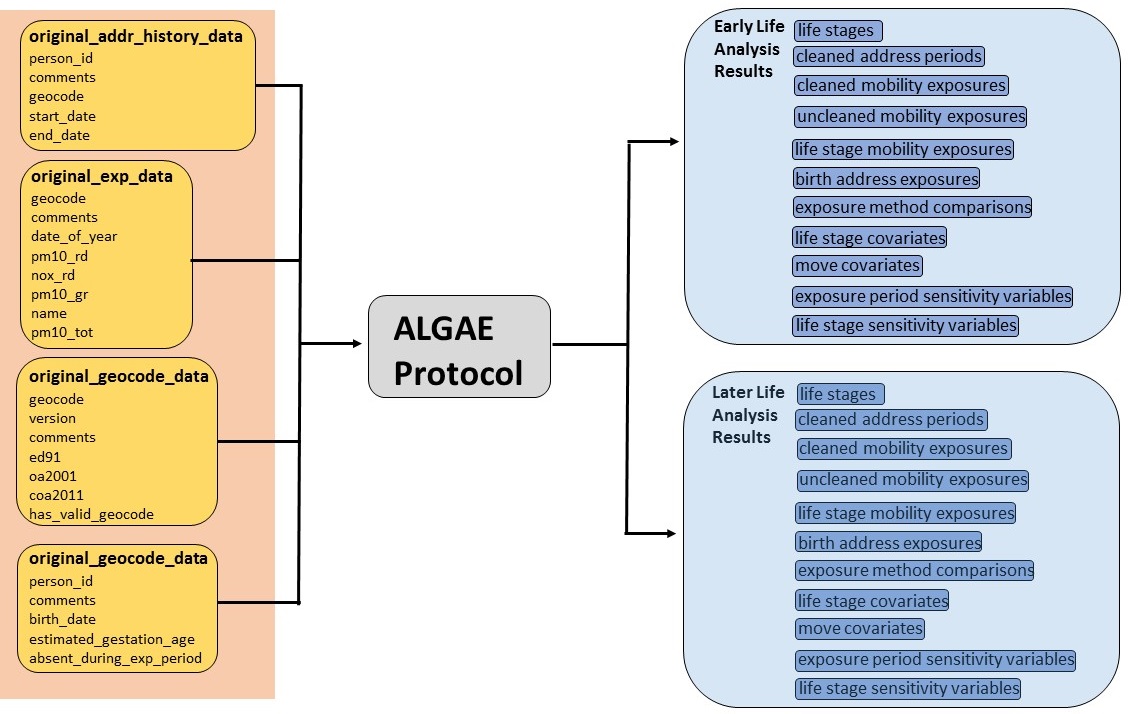 original_addr_history_data
person_id
comments
geocode
start_date
end_date
original_exp_data
geocode
comments
date_of_year
pm10_rd
nox_rd
pm10_gr
name
pm10_tot
original_geocode_data
geocode
version
comments
ed91
oa2001
coa2011
has_valid_geocode
original_geocode_data
person_id
comments
birth_date
estimated_gestation_age
absent_during_exp_period
ALGAE
Protocol
Early Life
Analysis
Results
life stages
cleaned address periods
cleaned mobility exposures
uncleaned mobility exposures
life stage mobility exposures
birth address exposures
exposure method comparisons
life stage covariates
move covariates
exposure period sensitivity variables
life stage sensitivity variables
Later Life
Analysis
Results
life stages
cleaned address periods
cleaned mobility exposures
uncleaned mobility exposures
life stage mobility exposures
birth address exposures
exposure method comparisons
life stage covariates
move covariates
exposure period sensitivity variables
life stage sensitivity variables